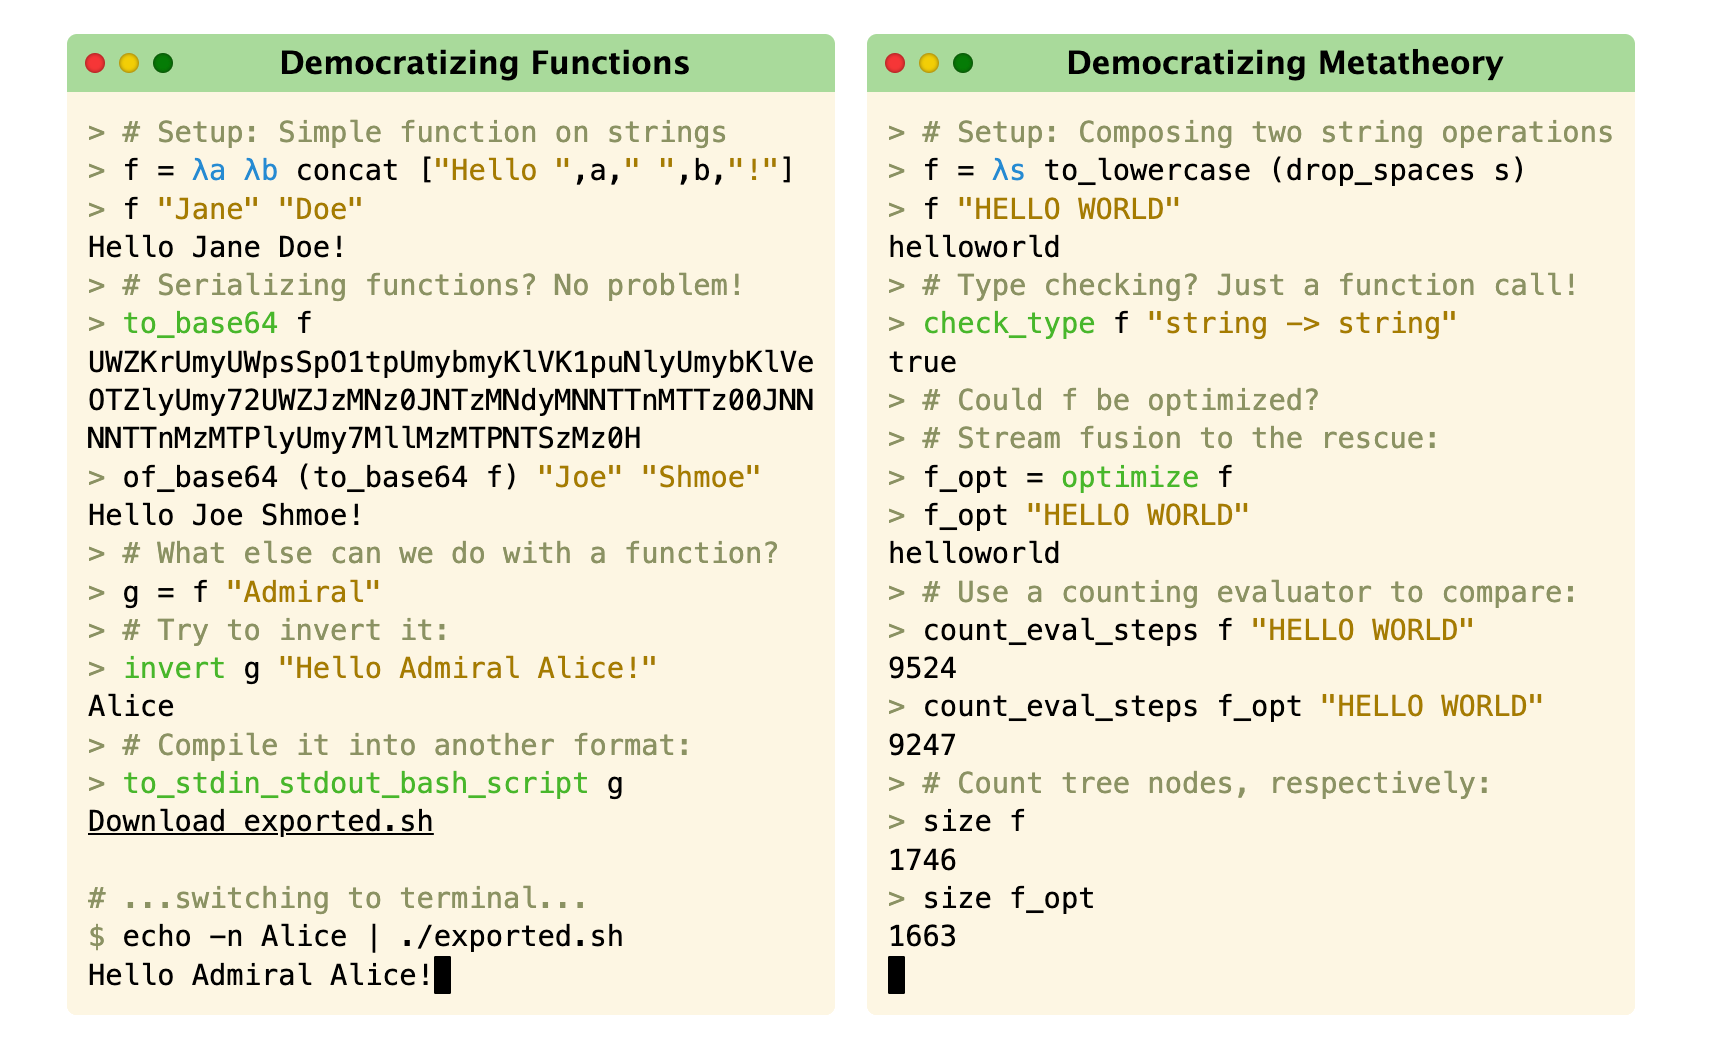 Democratizing Functions
> # Setup: Simple function on strings
> f = λa λb concat ["Hello ",a," ",b,"!"]
> f "Jane" "Doe"
Hello Jane Doe!
> # Serializing functions? No problem!
> to_base64 f
UWZKrUmyUWpsSpO1tpUmybmyKlVK1puNlyUmybKlVe
OTZlyUmy72UWZJzMNz0JNTzMNdyMNNTTnMTTz00JNN
NNTTnMzMTPlyUmy7MllMzMTPNTSzMz0H
> of_base64 (to_base64 f) "Joe" "Shmoe"
Hello Joe Shmoe!
> # What else can we do with a function?
> g = f "Admiral"
> # Try to invert it:
> invert g "Hello Admiral Alice!"
Alice
> # Compile it into another format:
> to_stdin_stdout_bash_script g
Download exported.sh
# ...switching to terminal...
$ echo -n Alice | ./exported.sh
Hello Admiral Alice!
Democratizing Metatheory
> # Setup: Composing two string operations
> f = λs to_lowercase (drop_spaces s)
> f "HELLO WORLD"
helloworld
> # Type checking? Just a function call!
> check_type f "string -> string"
true
> # Could f be optimized?
> # Stream fusion to the rescue:
> f_opt = optimize f
> f_opt "HELLO WORLD"
helloworld
> # Use a counting evaluator to compare:
> count_eval_steps f "HELLO WORLD"
9524
> count_eval_steps f_opt "HELLO WORLD"
9247
> # Count tree nodes, respectively:
> size f
1746
> size f_opt
1663